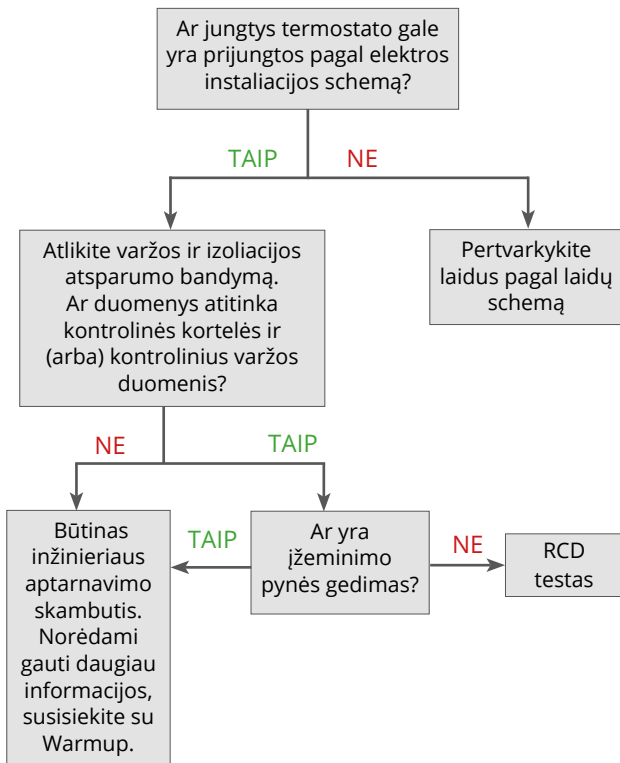 Ar jungtys termostato gale
yra prijungtos pagal elektros
instaliacijos schemą?
TAIP
NE
Atlikite varžos ir izoliacijos
atsparumo bandymą.
Ar duomenys atitinka
kontrolinės kortelės ir
(arba) kontrolinius varžos
duomenis?
Pertvarkykite
laidus pagal laidų
schemą
NE
TAIP
Būtinas
inžinieriaus
aptarnavimo
skambutis.
Norėdami
gauti daugiau
informacijos,
susisiekite su
Warmup.
TAIP
Ar yra
įžeminimo
pynės gedimas?
NE
RCD
testas